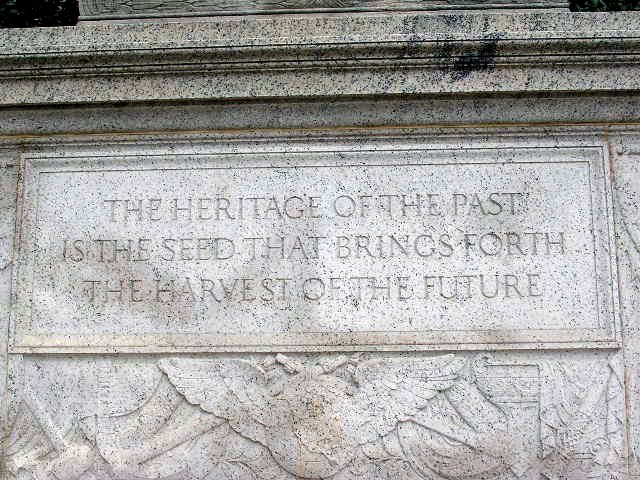 THE HERITAGE OF THE PAST
IS THE SEED THAT BRINGS FORTH
THE HARVEST OF THE FUTURE